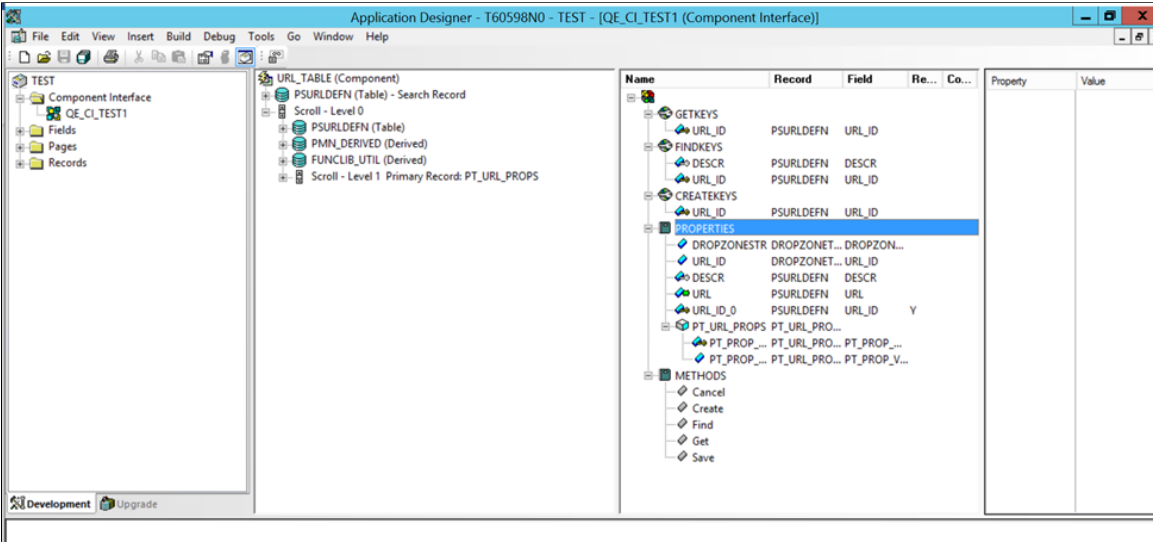 Application Designer - T60598N0 - TEST - [QE_CI_TEST1 (Component Interface)]
File Edit View Insert Build Debug Tools Go Window Help
TEST
Component Interface
QE_CI_TEST1
Fields
Pages
Records
Development Upgrade
URL_TABLE (Component)
PSURLDEFN (Table) - Search Record
Scroll - Level 0
PSURLDEFN (Table)
PMN_DERIVED (Derived)
FUNCLIB_UTIL (Derived)
Scroll - Level 1 Primary Record: PT_URL_PROPS
Name Record Field Re... Co...
GETKEYS
URL_ID PSURLDEFN URL_ID
FINDKEYS
DESCR PSURLDEFN DESCR
URL_ID PSURLDEFN URL_ID
CREATEKEYS
URL_ID PSURLDEFN URL_ID
PROPERTIES
DROPZONESTR DROPZONET... DROPZON...
URL_ID DROPZONET... URL_ID
DESCR PSURLDEFN DESCR
URL PSURLDEFN URL
URL_ID_0 PSURLDEFN URL_ID Y
PT_URL_PROPS PT_URL_PRO...
PT_PROP_... PT_URL_PRO... PT_PROP_...
PT_PROP_... PT_URL_PRO... PT_PROP_V...
METHODS
Cancel
Create
Find
Get
Save
Property Value